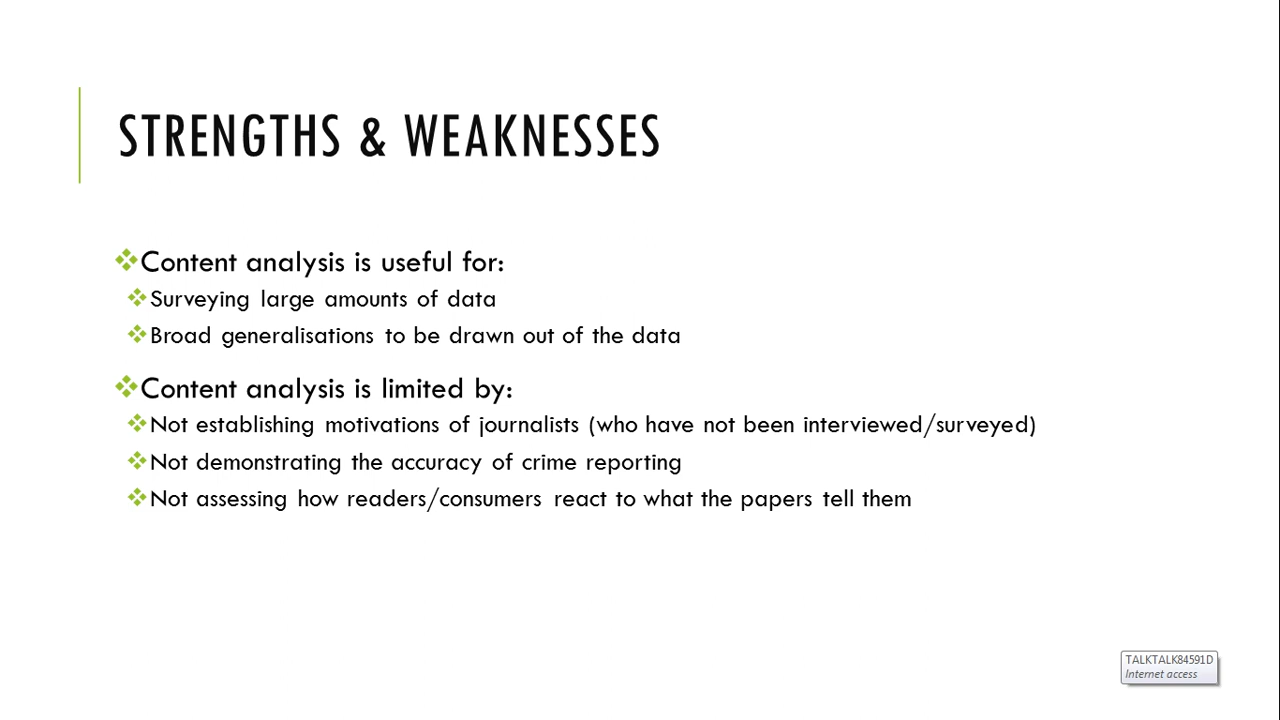 STRENGTHS & WEAKNESSES
Content analysis is useful for:
Surveying large amounts of data
Broad generalisations to be drawn out of the data
Content analysis is limited by:
Not establishing motivations of journalists (who have not been interviewed/surveyed)
Not demonstrating the accuracy of crime reporting
Not assessing how readers/consumers react to what the papers tell them
TALKTALK84591D
Internet access